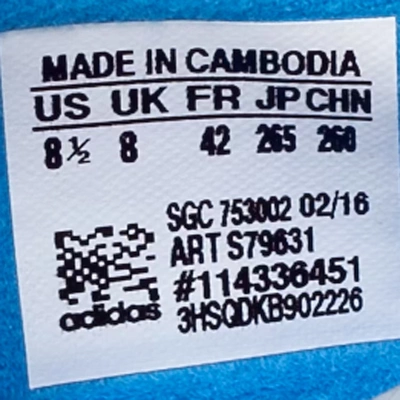 MADE IN CAMBODIA
US UK FR JP CHN
8½ 8 42 265 260
SGC 753002 02/16
ART S79631
#114336451
3HSQDKB902226
adidas